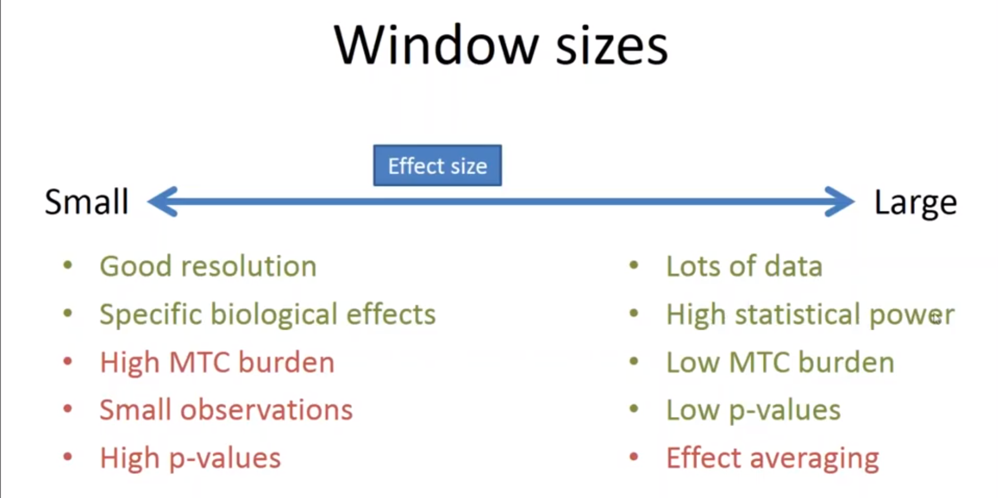 Window sizes
Effect size
Small
Large
• Good resolution
• Specific biological effects
• High MTC burden
• Small observations
• High p-values
• Lots of data
• High statistical power
• Low MTC burden
• Low p-values
• Effect averaging